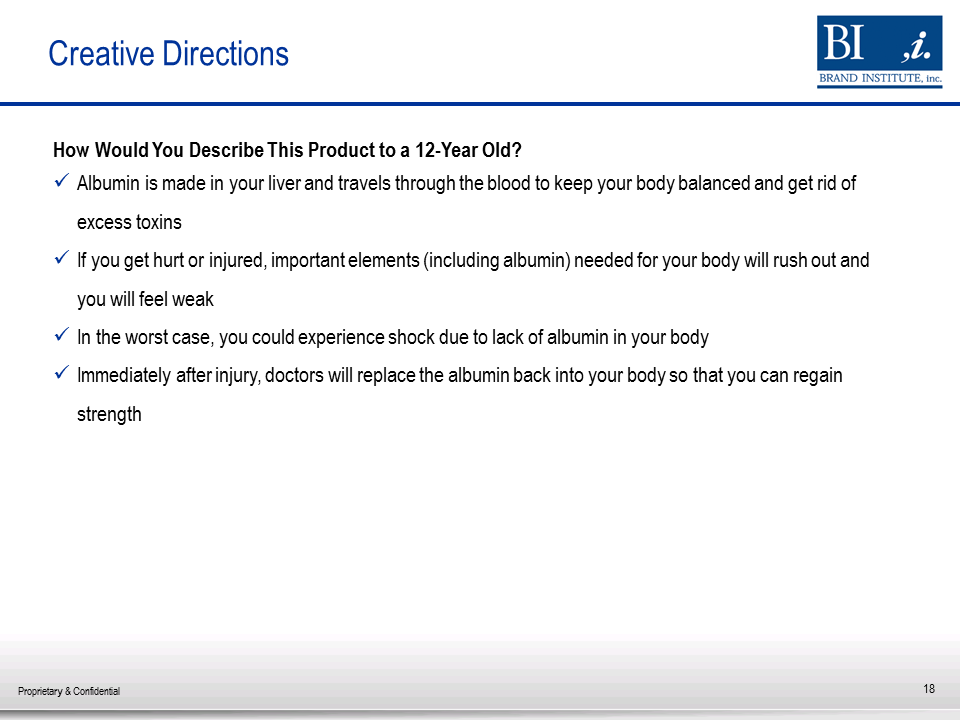 Creative Directions
BI ,i.
BRAND INSTITUTE, inc.
How Would You Describe This Product to a 12-Year Old?
✓ Albumin is made in your liver and travels through the blood to keep your body balanced and get rid of
excess toxins
✓ If you get hurt or injured, important elements (including albumin) needed for your body will rush out and
you will feel weak
✓ In the worst case, you could experience shock due to lack of albumin in your body
✓ Immediately after injury, doctors will replace the albumin back into your body so that you can regain
strength
Proprietary & Confidential
18